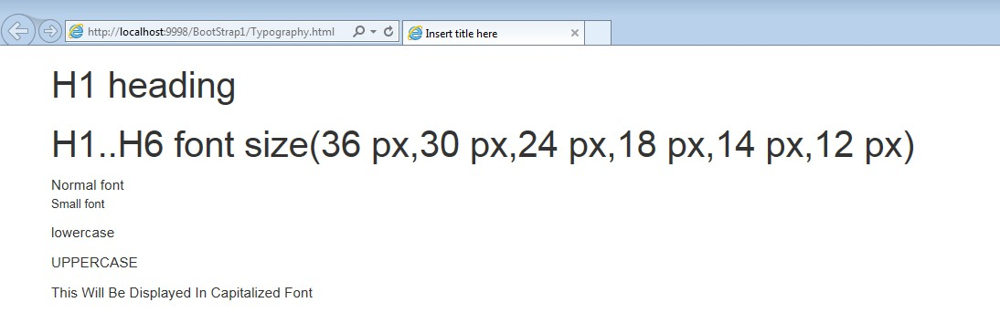 http://localhost:9998/BootStrap1/Typography.html
Insert title here
H1 heading
H1..H6 font size(36 px,30 px,24 px,18 px,14 px,12 px)
Normal font
Small font
lowercase
UPPERCASE
This Will Be Displayed In Capitalized Font